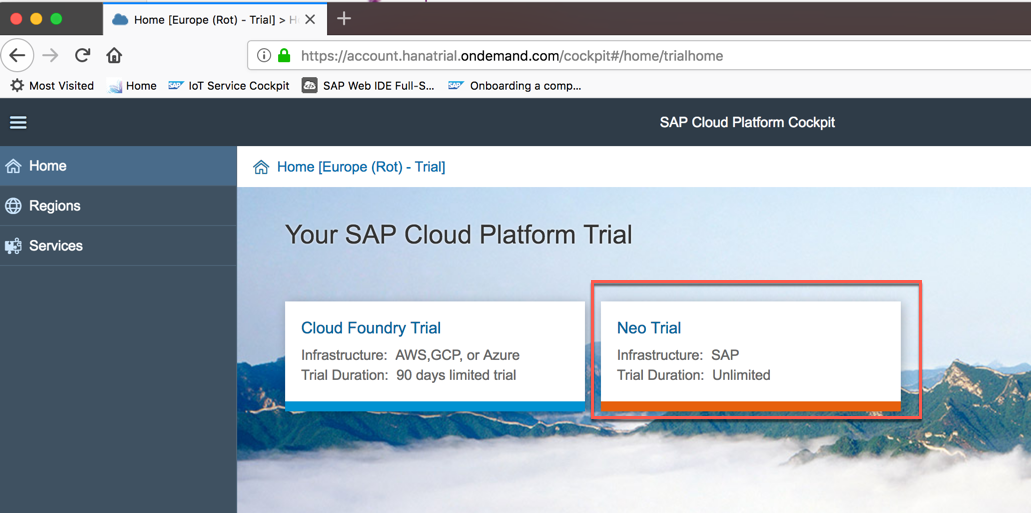 Home [Europe (Rot) - Trial] > H
https://account.hanatrial.ondemand.com/cockpit#/home/trialhome
Most Visited Home SAP IoT Service Cockpit SAP Web IDE Full-S... SAP Onboarding a comp...
SAP Cloud Platform Cockpit
Home
Home [Europe (Rot) - Trial]
Regions
Services
Your SAP Cloud Platform Trial
Cloud Foundry Trial
Infrastructure: AWS,GCP, or Azure
Trial Duration: 90 days limited trial
Neo Trial
Infrastructure: SAP
Trial Duration: Unlimited